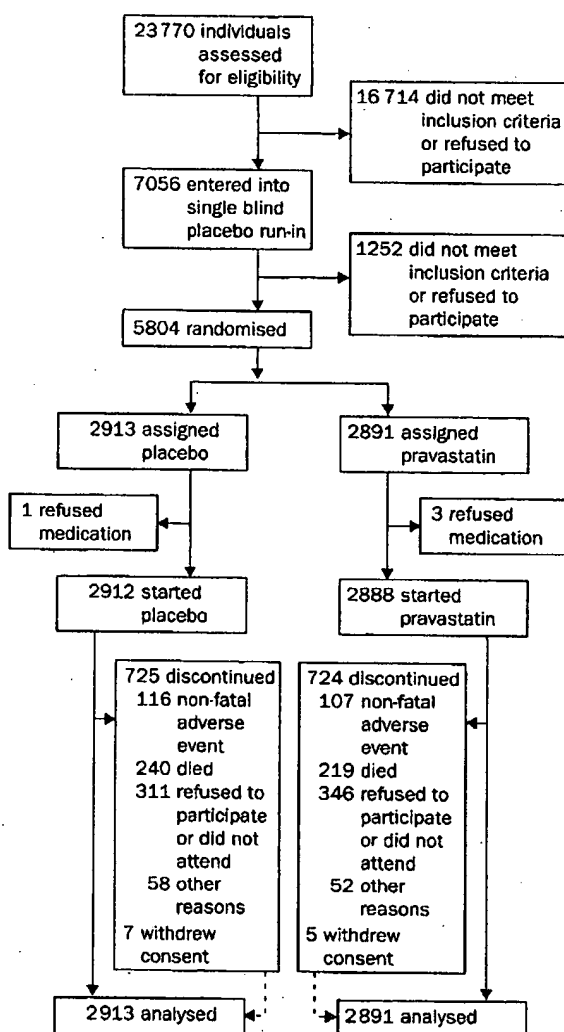 23 770 individuals
assessed
for eligibility
16 714 did not meet
inclusion criteria
or refused to
participate
7056 entered into
single blind
placebo run-in
1252 did not meet
inclusion criteria
or refused to
participate
5804 randomised
2913 assigned
placebo
2891 assigned
pravastatin
1 refused
medication
3 refused
medication
2912 started
placebo
2888 started
pravastatin
725 discontinued
116 non-fatal
adverse
event
240 died
311 refused to
participate
or did not
attend
58 other
reasons
7 withdrew
consent
724 discontinued
107 non-fatal
adverse
event
219 died
346 refused to
participate
or did not
attend
52 other
reasons
5 withdrew
consent
2913 analysed
2891 analysed